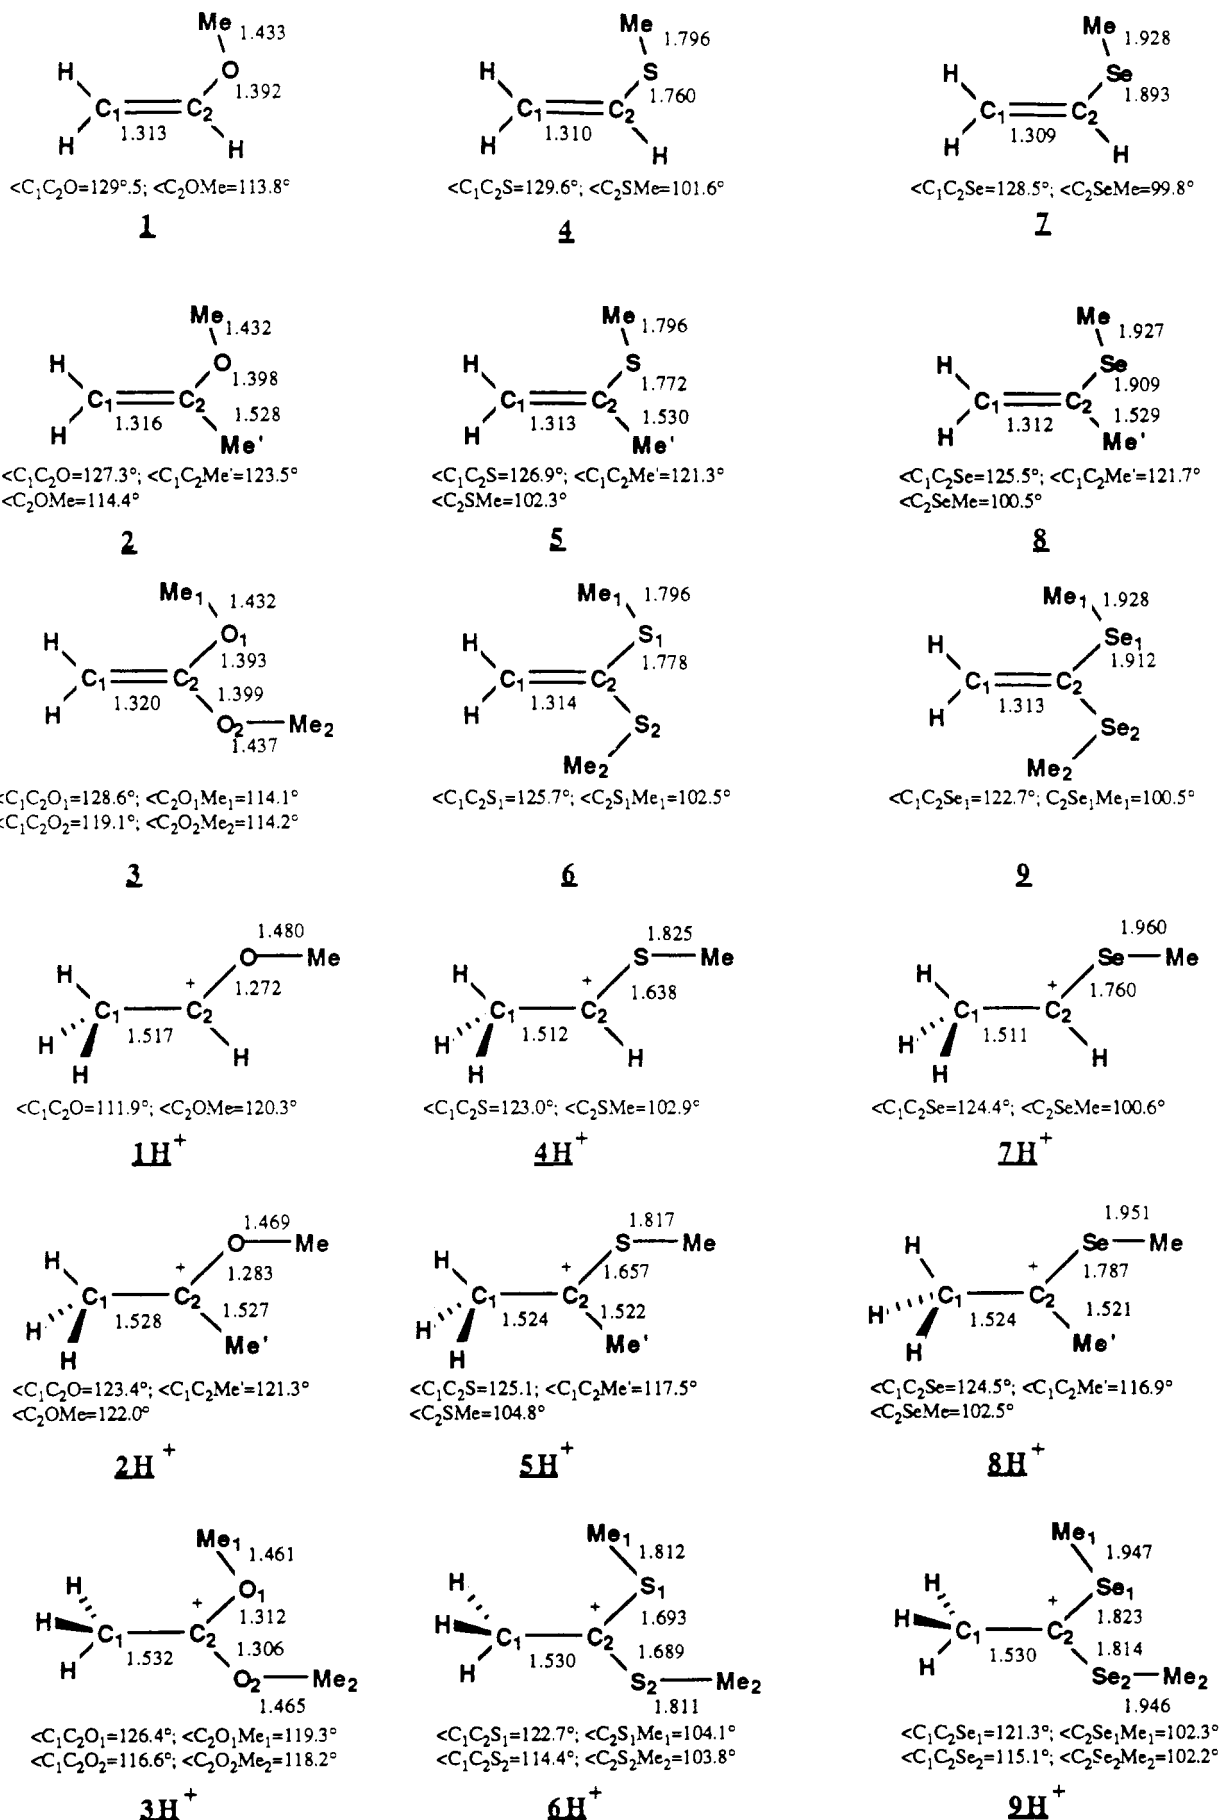 Me 1.433 Me 1.796 Me 1.928
H O H S H Se
1.392 1.760 1.893
C₁ C₂ C₁ C₂ C₁ C₂
1.313 1.310 1.309
H H H H H H
<C₁C₂O=129°.5; <C₂OMe=113.8° <C₁C₂S=129.6°; <C₂SMe=101.6° <C₁C₂Se=128.5°; <C₂SeMe=99.8°
1 4 7
Me 1.432 Me 1.796 Me 1.927
H O H S H Se
1.398 1.772 1.909
C₁ C₂ C₁ C₂ C₁ C₂
1.316 1.528 1.313 1.530 1.312 1.529
H Me' H Me' H Me'
<C₁C₂O=127.3°; <C₁C₂Me'=123.5° <C₁C₂S=126.9°; <C₁C₂Me'=121.3° <C₁C₂Se=125.5°; <C₁C₂Me'=121.7°
<C₂OMe=114.4° <C₂SMe=102.3° <C₂SeMe=100.5°
2 5 8
Me₁ 1.432 Me₁ 1.796 Me₁ 1.928
H O₁ H S₁ H Se₁
1.393 1.778 1.912
C₁ C₂ C₁ C₂ C₁ C₂
1.320 1.399 1.314 1.313
H O₂ Me₂ H S₂ H Se₂
1.437 Me₂ Me₂
<C₁C₂O₁=128.6°; <C₂O₁Me₁=114.1° <C₁C₂S₁=125.7°; <C₂S₁Me₁=102.5° <C₁C₂Se₁=122.7°; C₂Se₁Me₁=100.5°
<C₁C₂O₂=119.1°; <C₂O₂Me₂=114.2°
3 6 9
1.480 1.825 1.960
O Me S Me Se Me
H + 1.272 H + 1.638 H + 1.760
C₁ C₂ C₁ C₂ C₁ C₂
1.517 1.512 1.511
H H H H H H
H H H
<C₁C₂O=111.9°; <C₂OMe=120.3° <C₁C₂S=123.0°; <C₂SMe=102.9° <C₁C₂Se=124.4°; <C₂SeMe=100.6°
1H⁺ 4H⁺ 7H⁺
1.469 1.817 1.951
O Me S Me Se Me
H + 1.283 H + 1.657 H + 1.787
C₁ C₂ C₁ C₂ C₁ C₂
1.528 1.527 1.524 1.522 1.524 1.521
H Me' H Me' H Me'
H H H
<C₁C₂O=123.4°; <C₁C₂Me'=121.3° <C₁C₂S=125.1; <C₁C₂Me'=117.5° <C₁C₂Se=124.5°; <C₁C₂Me'=116.9°
<C₂OMe=122.0° <C₂SMe=104.8° <C₂SeMe=102.5°
2H⁺ 5H⁺ 8H⁺
Me₁ 1.461 Me₁ 1.812 Me₁ 1.947
H O₁ H S₁ H Se₁
H + 1.312 H + 1.693 H + 1.823
C₁ C₂ C₁ C₂ C₁ C₂
1.532 1.306 1.530 1.689 1.530 1.814
H O₂ Me₂ H S₂ Me₂ H Se₂ Me₂
1.465 1.811 1.946
<C₁C₂O₁=126.4°; <C₂O₁Me₁=119.3° <C₁C₂S₁=122.7°; <C₂S₁Me₁=104.1° <C₁C₂Se₁=121.3°; <C₂Se₁Me₁=102.3°
<C₁C₂O₂=116.6°; <C₂O₂Me₂=118.2° <C₁C₂S₂=114.4°; <C₂S₂Me₂=103.8° <C₁C₂Se₂=115.1°; <C₂Se₂Me₂=102.2°
3H⁺ 6H⁺ 9H⁺